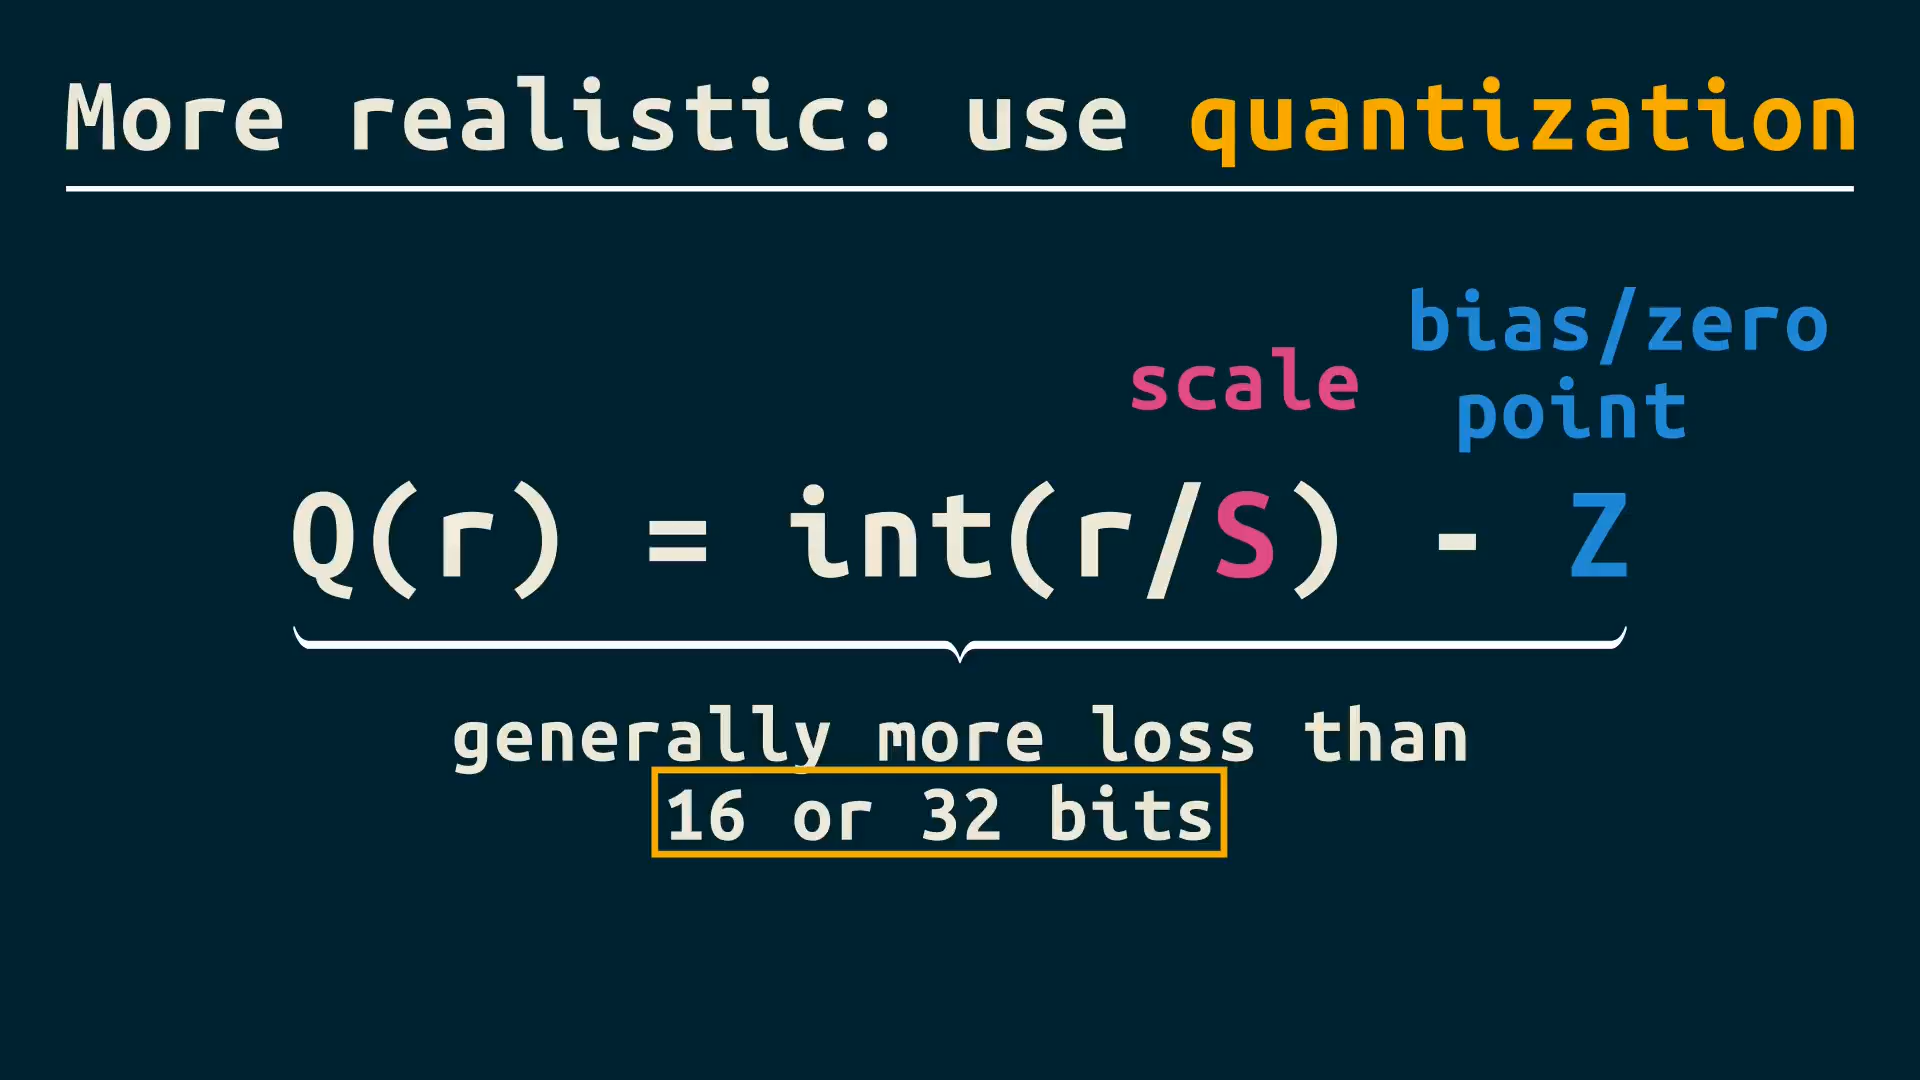 More realistic: use quantization
bias/zero
scale
point
Q(r) = int(r/S) - Z
generally more loss than
16 or 32 bits